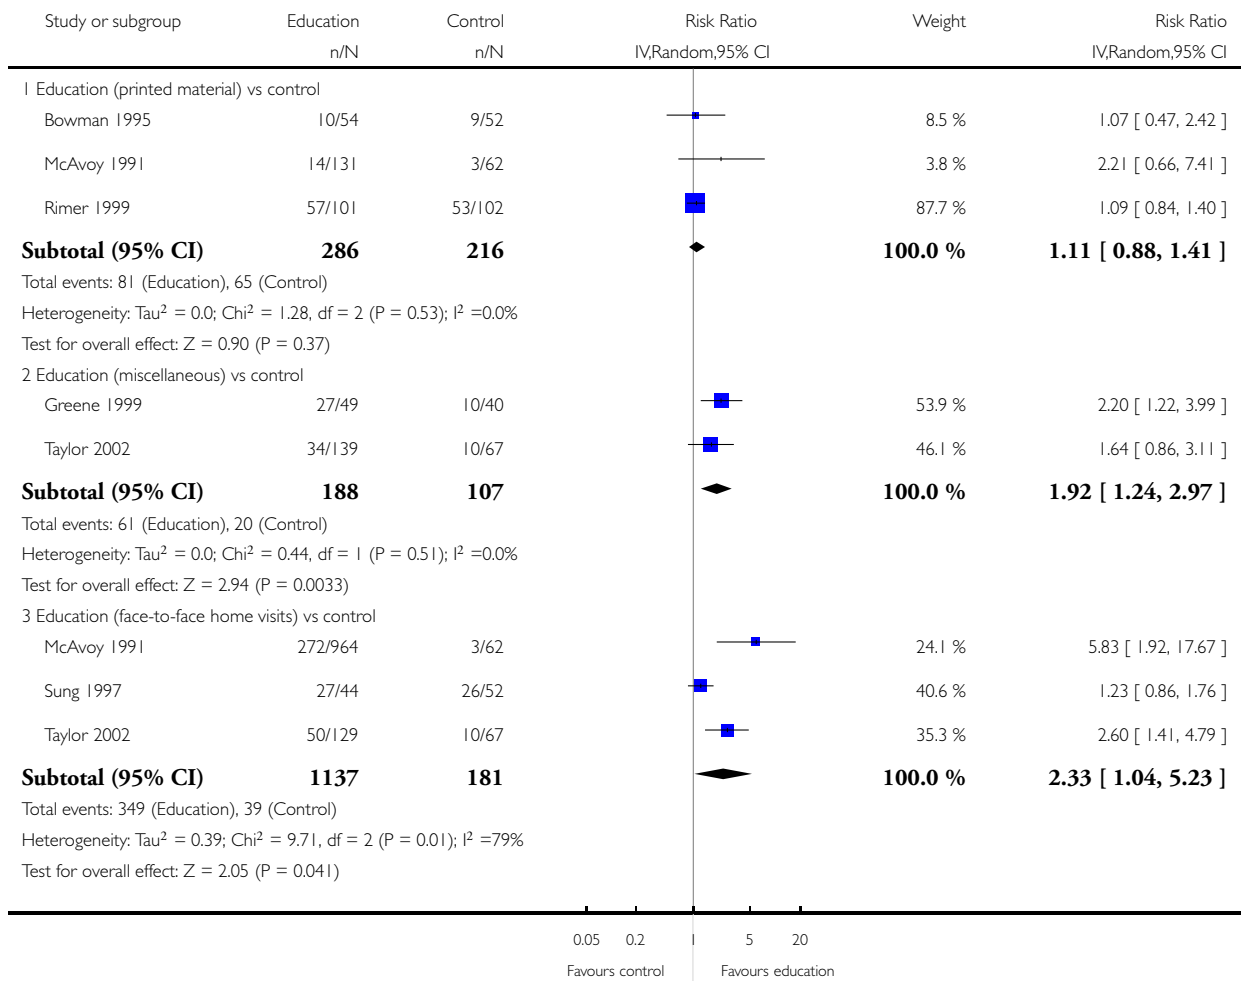 Study or subgroup Education Control Risk Ratio Weight Risk Ratio
n/N n/N IV,Random,95% CI IV,Random,95% CI
1 Education (printed material) vs control
Bowman 1995 10/54 9/52 8.5 % 1.07 [ 0.47, 2.42 ]
McAvoy 1991 14/131 3/62 3.8 % 2.21 [ 0.66, 7.41 ]
Rimer 1999 57/101 53/102 87.7 % 1.09 [ 0.84, 1.40 ]
Subtotal (95% CI) 286 216 100.0 % 1.11 [ 0.88, 1.41 ]
Total events: 81 (Education), 65 (Control)
Heterogeneity: Tau² = 0.0; Chi² = 1.28, df = 2 (P = 0.53); I² =0.0%
Test for overall effect: Z = 0.90 (P = 0.37)
2 Education (miscellaneous) vs control
Greene 1999 27/49 10/40 53.9 % 2.20 [ 1.22, 3.99 ]
Taylor 2002 34/139 10/67 46.1 % 1.64 [ 0.86, 3.11 ]
Subtotal (95% CI) 188 107 100.0 % 1.92 [ 1.24, 2.97 ]
Total events: 61 (Education), 20 (Control)
Heterogeneity: Tau² = 0.0; Chi² = 0.44, df = 1 (P = 0.51); I² =0.0%
Test for overall effect: Z = 2.94 (P = 0.0033)
3 Education (face-to-face home visits) vs control
McAvoy 1991 272/964 3/62 24.1 % 5.83 [ 1.92, 17.67 ]
Sung 1997 27/44 26/52 40.6 % 1.23 [ 0.86, 1.76 ]
Taylor 2002 50/129 10/67 35.3 % 2.60 [ 1.41, 4.79 ]
Subtotal (95% CI) 1137 181 100.0 % 2.33 [ 1.04, 5.23 ]
Total events: 349 (Education), 39 (Control)
Heterogeneity: Tau² = 0.39; Chi² = 9.71, df = 2 (P = 0.01); I² =79%
Test for overall effect: Z = 2.05 (P = 0.041)
0.05 0.2 1 5 20
Favours control Favours education